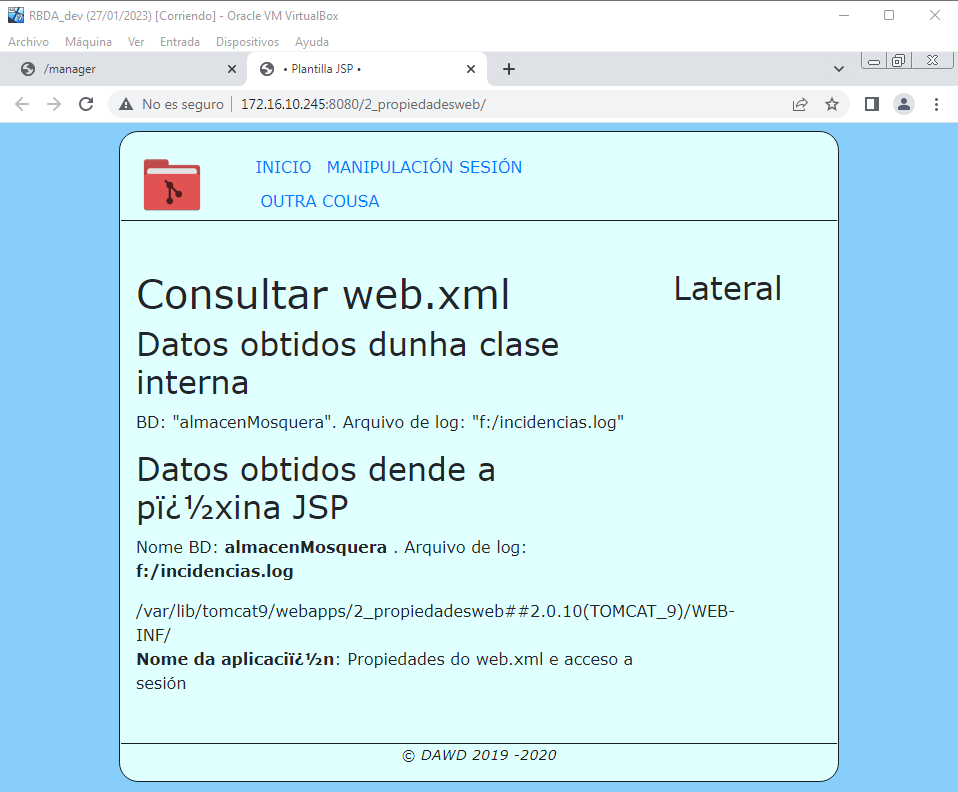 RBDA_dev (27/01/2023) [Corriendo] - Oracle VM VirtualBox
Archivo Máquina Ver Entrada Dispositivos Ayuda
/manager
• Plantilla JSP •
No es seguro
172.16.10.245:8080/2_propiedadesweb/
INICIO MANIPULACIÓN SESIÓN
OUTRA COUSA
Consultar web.xml
Datos obtidos dunha clase
interna
BD: "almacenMosquera". Arquivo de log: "f:/incidencias.log"
Datos obtidos dende a
pï¿½xina JSP
Nome BD: almacenMosquera . Arquivo de log:
f:/incidencias.log
/var/lib/tomcat9/webapps/2_propiedadesweb##2.0.10(TOMCAT_9)/WEB-
INF/
Nome da aplicaciï¿½n: Propiedades do web.xml e acceso a
sesión
Lateral
© DAWD 2019 -2020